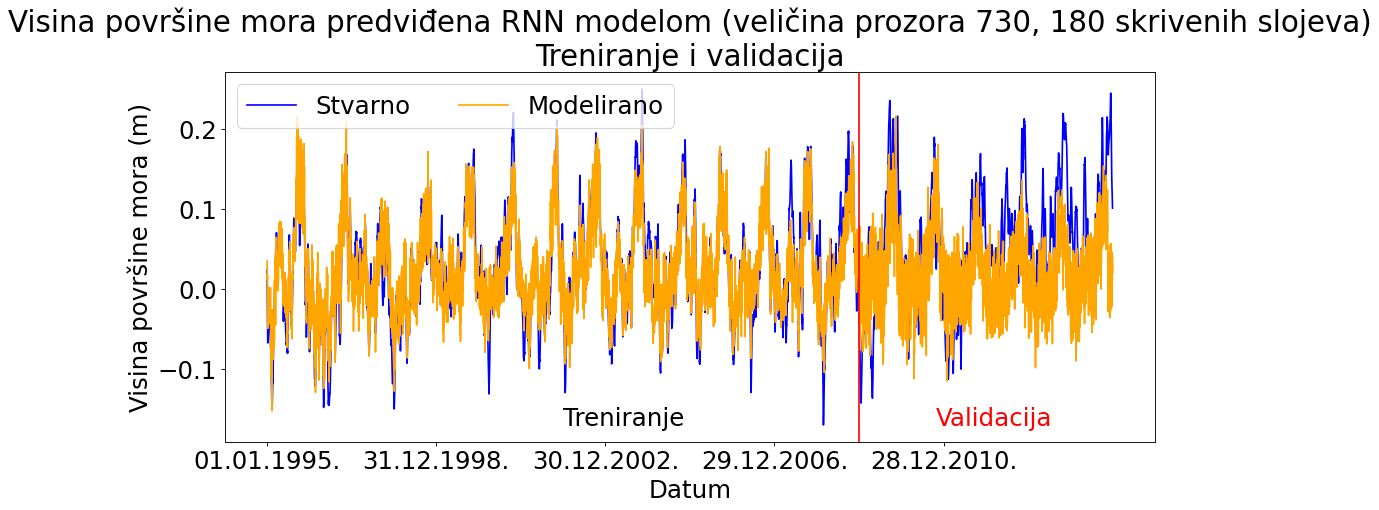 Visina površine mora predviđena RNN modelom (veličina prozora 730, 180 skrivenih slojeva)
Treniranje i validacija
Stvarno
Modelirano
Visina površine mora (m)
0.2
0.1
0.0
−0.1
Treniranje
Validacija
01.01.1995.
31.12.1998.
30.12.2002.
29.12.2006.
28.12.2010.
Datum